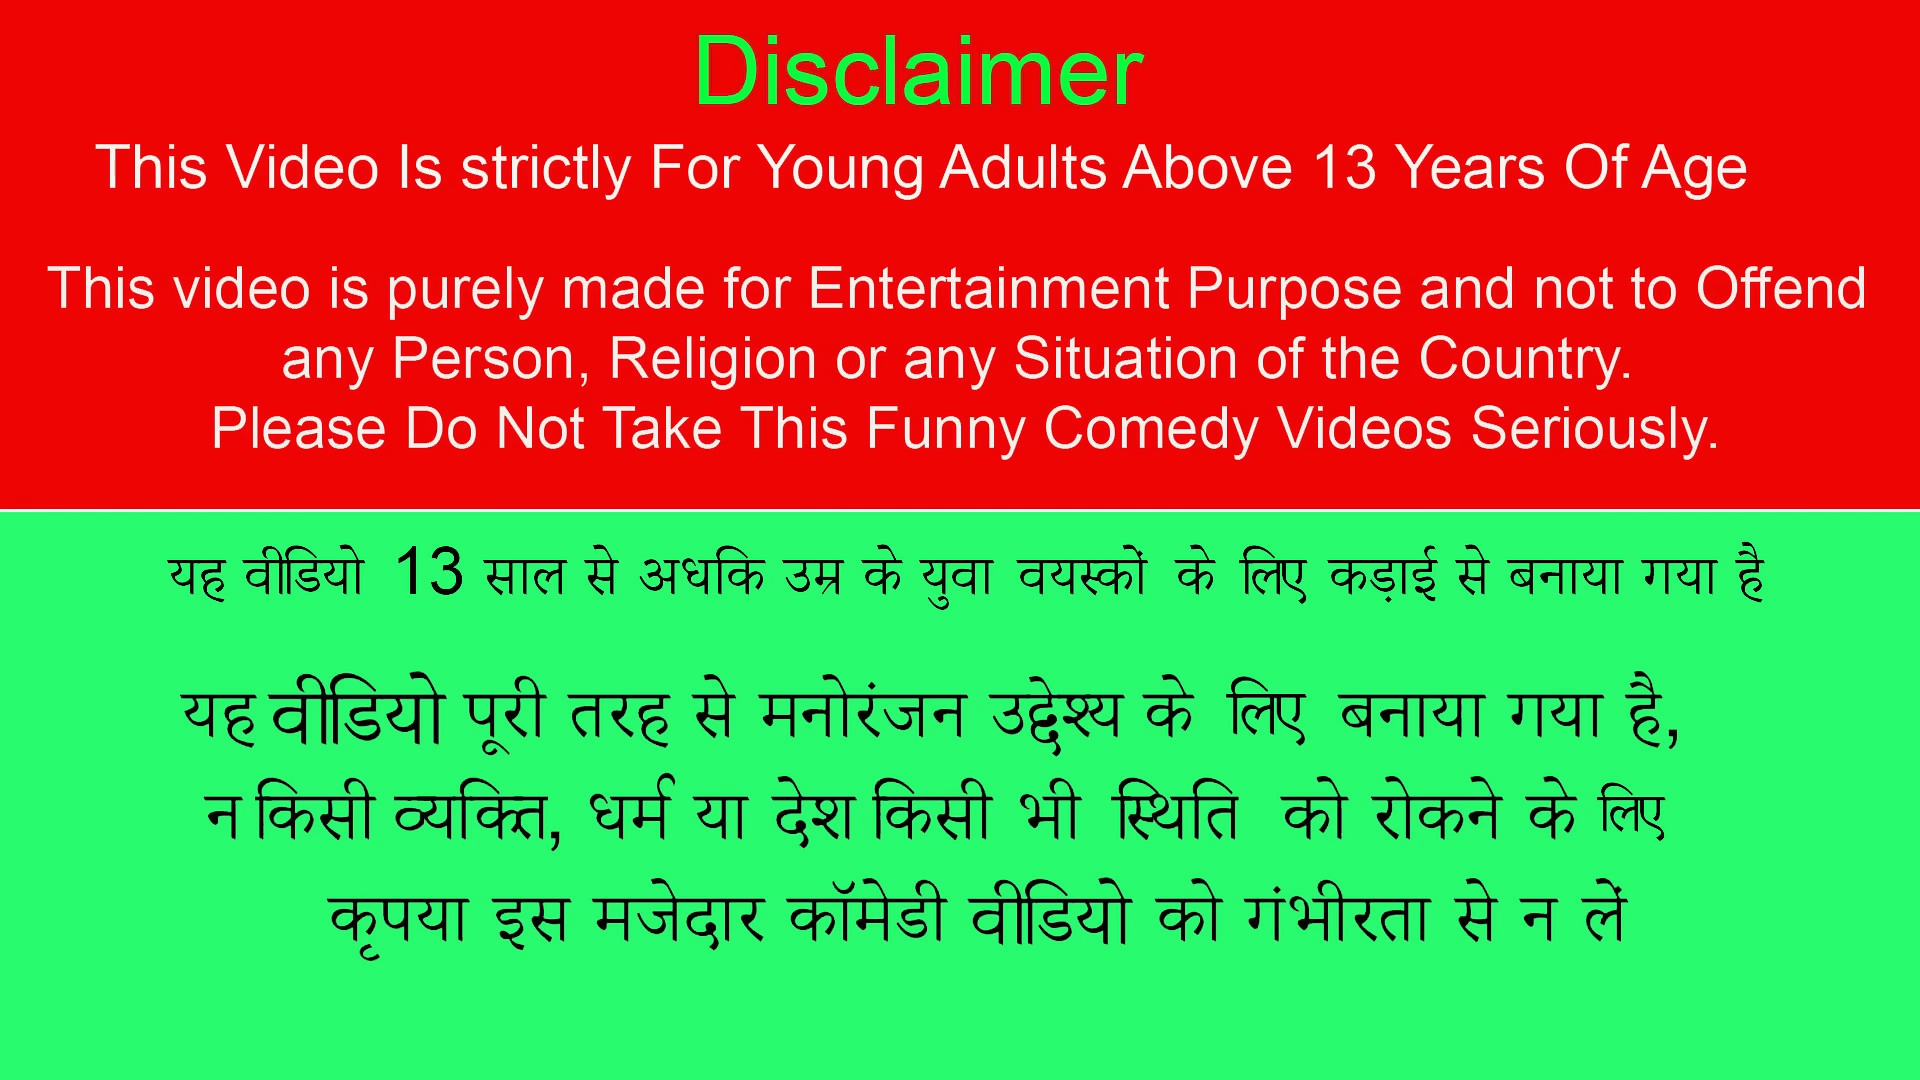 Disclaimer
This Video Is strictly For Young Adults Above 13 Years Of Age
This video is purely made for Entertainment Purpose and not to Offend
any Person, Religion or any Situation of the Country.
Please Do Not Take This Funny Comedy Videos Seriously.
यह वीडियो 13 साल से अधकि उम्र के युवा वयस्कों के लिए कड़ाई से बनाया गया है
यह वीडियो पूरी तरह से मनोरंजन उद्देश्य के लिए बनाया गया है,
न किसी व्यक्ति, धर्म या देश किसी भी स्थिति को रोकने के लिए
कृपया इस मजेदार कॉमेडी वीडियो को गंभीरता से न लें